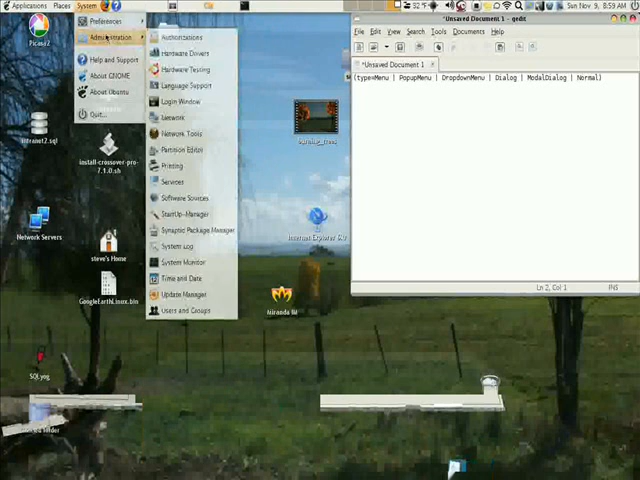 Applications Places System 32 °F Sun Nov 9, 8:59 AM
Preferences
Administration
Help and Support
About GNOME
About Ubuntu
Quit...
Authorizations
Hardware Drivers
Hardware Testing
Language Support
Login Window
Network
Network Tools
Partition Editor
Printing
Services
Software Sources
StartUp-Manager
Synaptic Package Manager
System Log
System Monitor
Time and Date
Update Manager
Users and Groups
*Unsaved Document 1 - gedit
File Edit View Search Tools Documents Help
*Unsaved Document 1
(type=Menu | PopupMenu | DropdownMenu | Dialog | ModalDialog | Normal)
Ln 2, Col 1 INS
Picasa2
intranet2.sql
install-crossover-pro-7.1.0.sh
Network Servers
steve's Home
GoogleEarthLinux.bin
SQLyog
Internet Explorer 6.0
Miranda IM